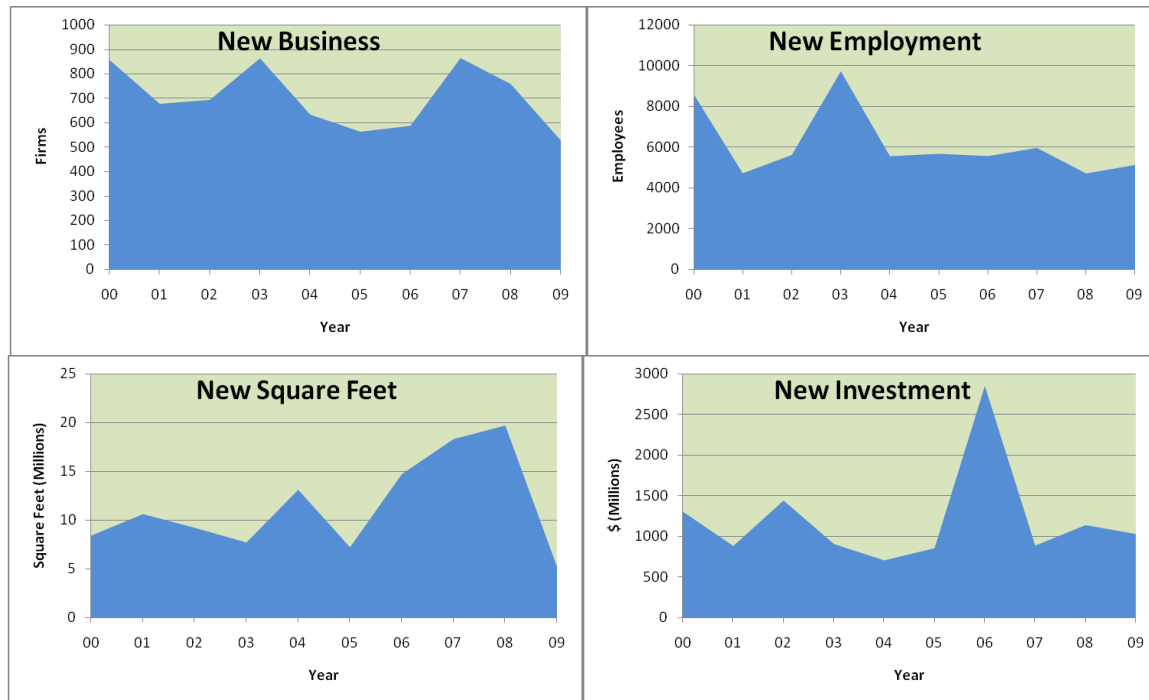 New Business
1000
900
800
700
600
500
400
300
200
100
0
Firms
00 01 02 03 04 05 06 07 08 09
Year
New Employment
12000
10000
8000
6000
4000
2000
0
Employees
00 01 02 03 04 05 06 07 08 09
Year
New Square Feet
25
20
15
10
5
0
Square Feet (Millions)
00 01 02 03 04 05 06 07 08 09
Year
New Investment
3000
2500
2000
1500
1000
500
0
$ (Millions)
00 01 02 03 04 05 06 07 08 09
Year